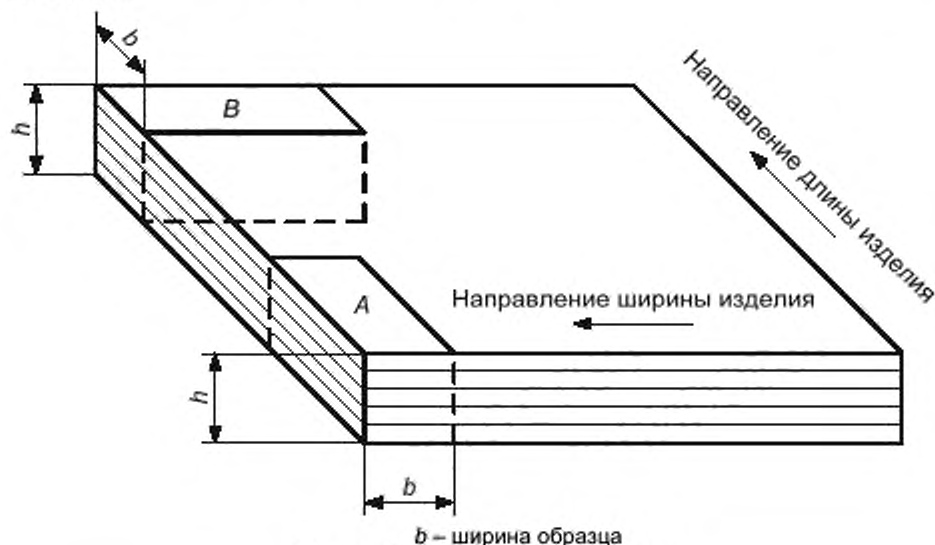 b
B
h
Направление длины изделия
A
Направление ширины изделия
h
b
b – ширина образца